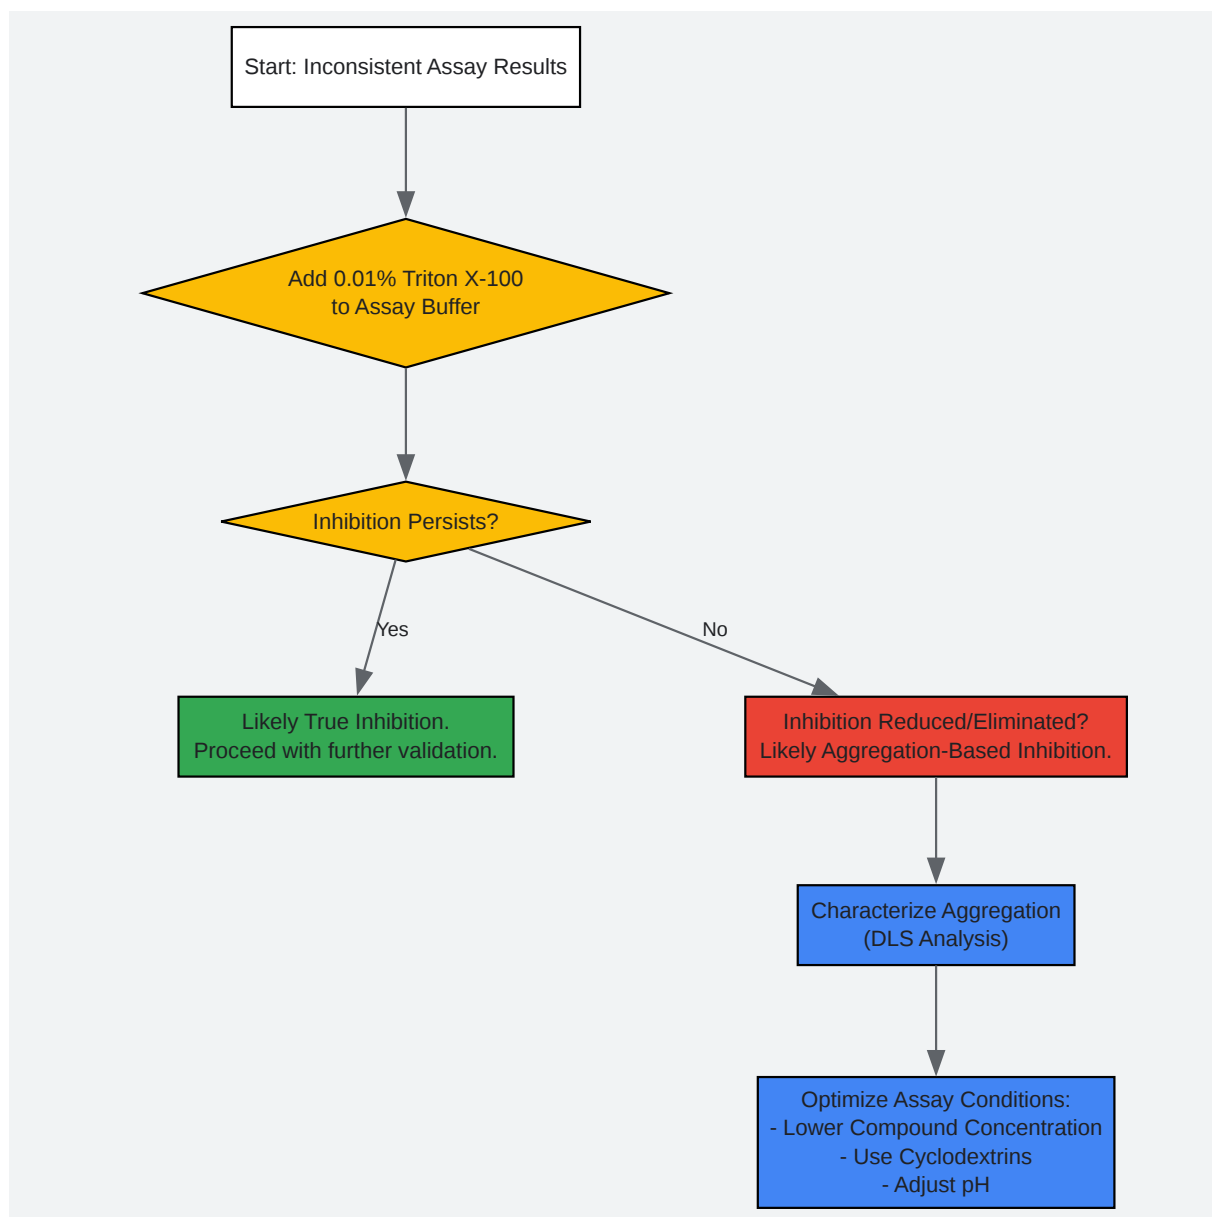 Start: Inconsistent Assay Results
Add 0.01% Triton X-100
to Assay Buffer
Inhibition Persists?
Yes
No
Likely True Inhibition.
Proceed with further validation.
Inhibition Reduced/Eliminated?
Likely Aggregation-Based Inhibition.
Characterize Aggregation
(DLS Analysis)
Optimize Assay Conditions:
- Lower Compound Concentration
- Use Cyclodextrins
- Adjust pH